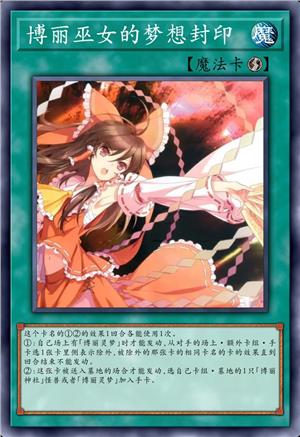 博丽巫女的梦想封印
魔
【魔法卡】
这个卡名的①②的效果1回合各能使用1次。
①:自己场上有「博丽灵梦」时才能发动。从对手的场上·额外卡组·手
卡选1张卡里侧表示除外,被除外的那张卡的相同卡名的卡的效果直到
回合结束不能发动。
②:这张卡被送入墓地的场合才能发动,选自己卡组·墓地的1只「博丽
神社」怪兽或者「博丽灵梦」加入手卡。